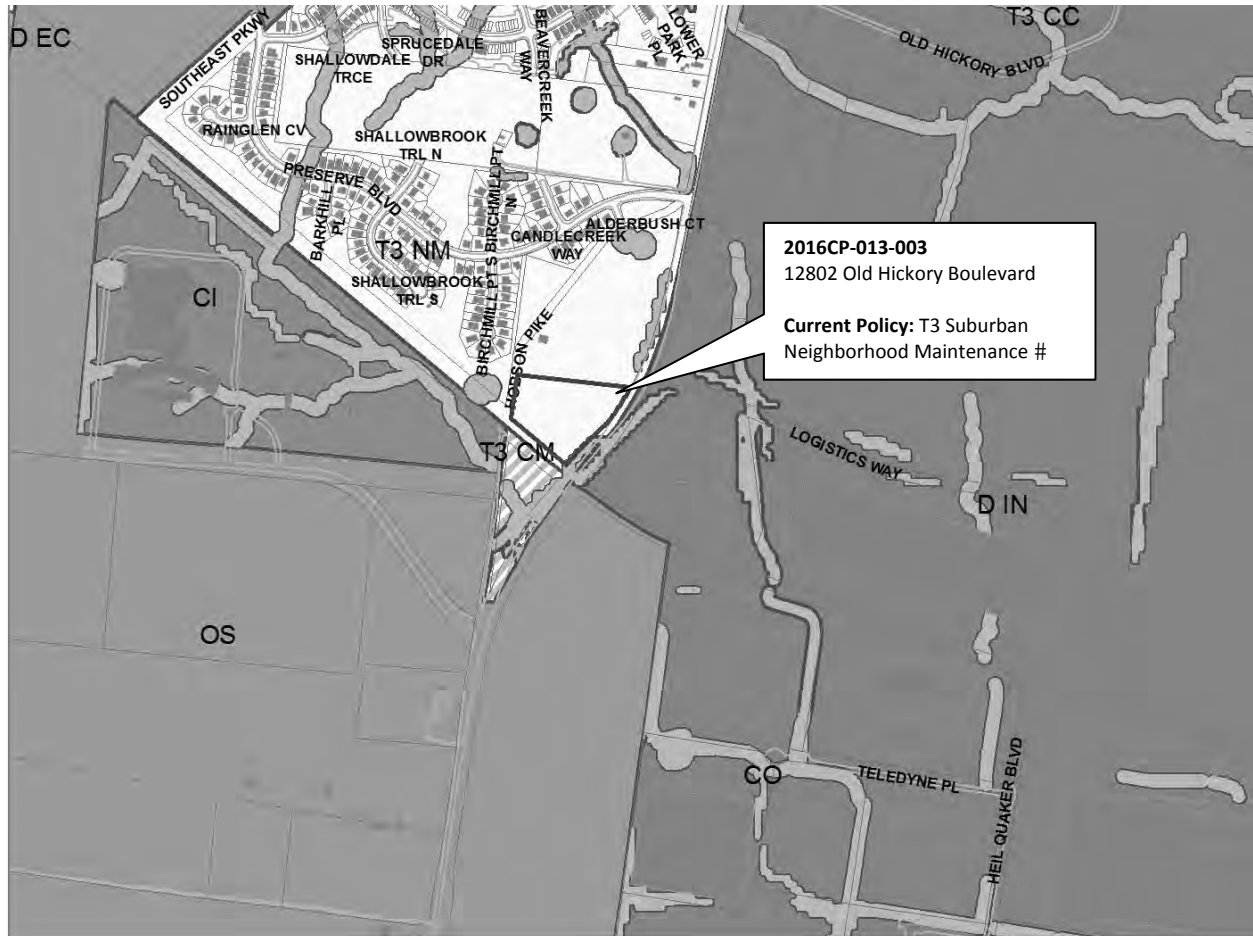 D EC
T3 CC
SOUTHEAST PKWY
SPRUCEDALE
DR
SHALLOWDALE
TRCE
BEAVERCREEK
WAY
LOWER
PARK
PL
OLD HICKORY BLVD
RAINGLEN CV
SHALLOWBROOK
TRL N
PRESERVE BLVD
BARKHILL
PL
BIRCHMILL PT
N
ALDERBUSH CT
CANDLECREEK
WAY
T3 NM
SHALLOWBROOK
TRL S
BIRCHMILL PT S
HOBSON PIKE
CI
2016CP-013-003
12802 Old Hickory Boulevard
Current Policy: T3 Suburban
Neighborhood Maintenance #
T3 CM
LOGISTICS WAY
D IN
OS
CO
TELEDYNE PL
HEIL QUAKER BLVD